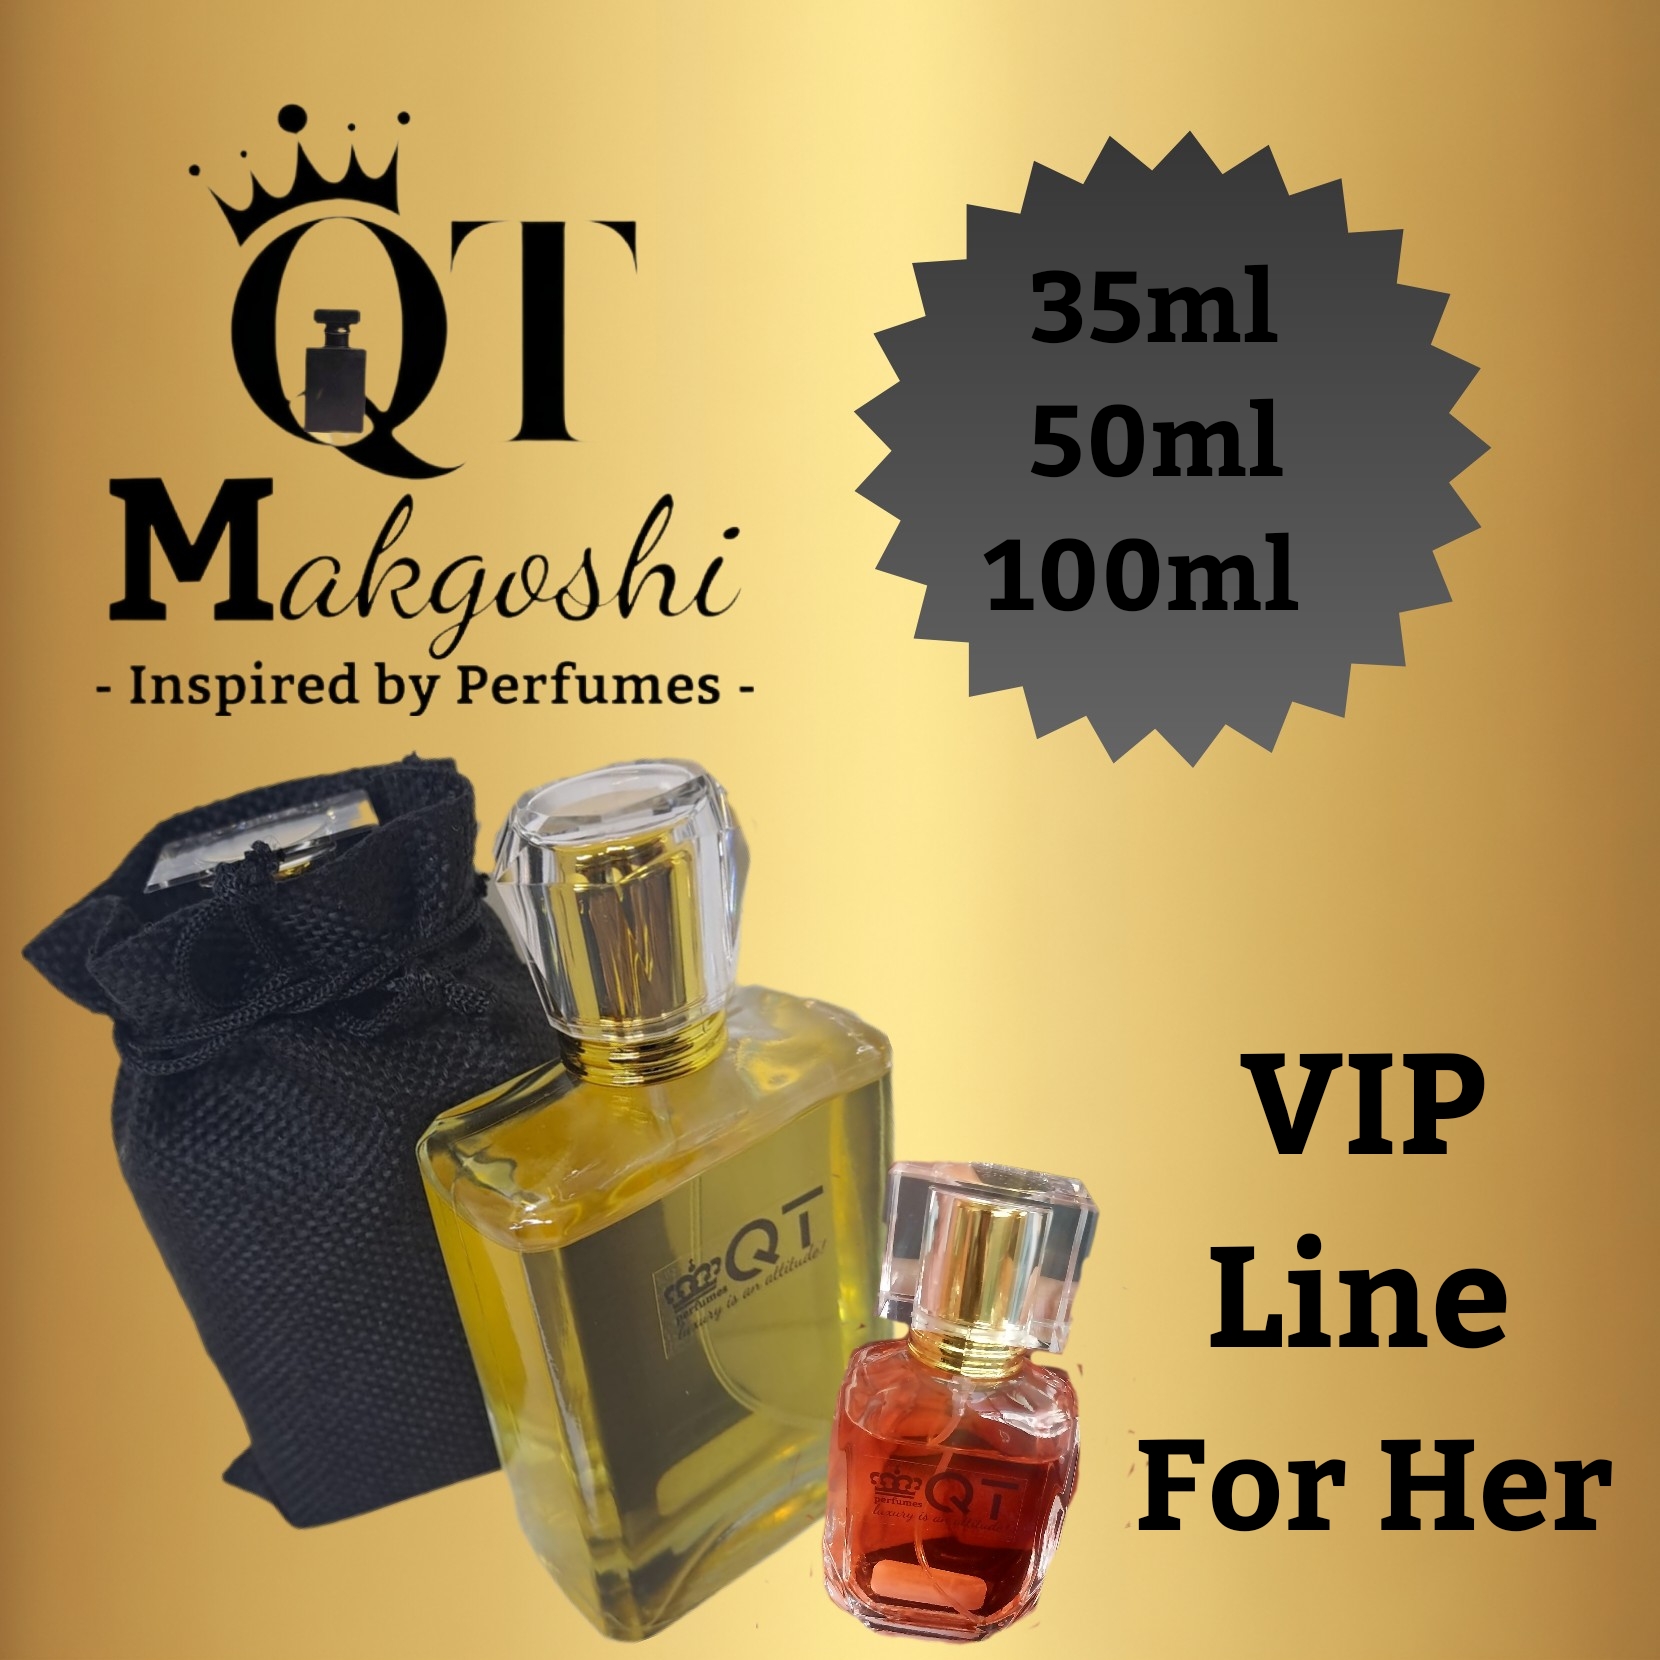 QT
Makgoshi
- Inspired by Perfumes -
35ml
50ml
100ml
QT
perfumes
luxury is an attitude!
QT
perfumes
luxury is an attitude!
VIP
Line
For Her